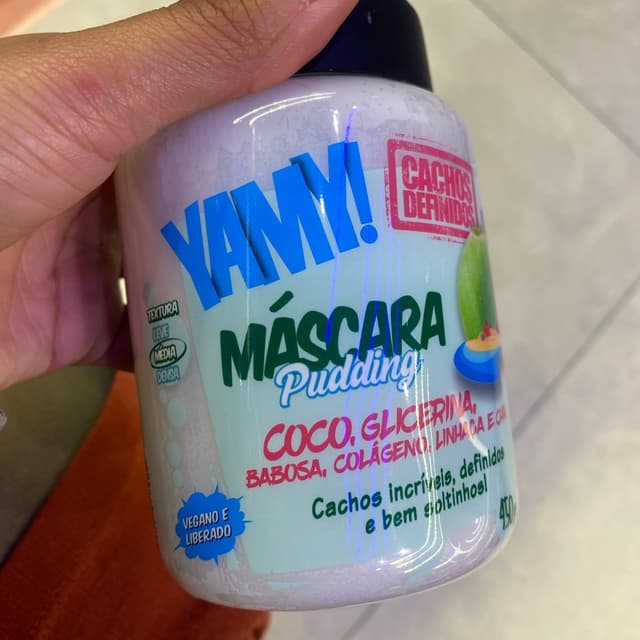 YAMY!
CACHOS
DEFINIDOS
TEXTURA
LEVE
MÉDIA
DENSA
MÁSCARA
Pudding
COCO, GLICERINA,
BABOSA, COLÁGENO, LINHAÇA E
Cachos incríveis, definidos
e bem soltinhos!
VEGANO E
LIBERADO
450